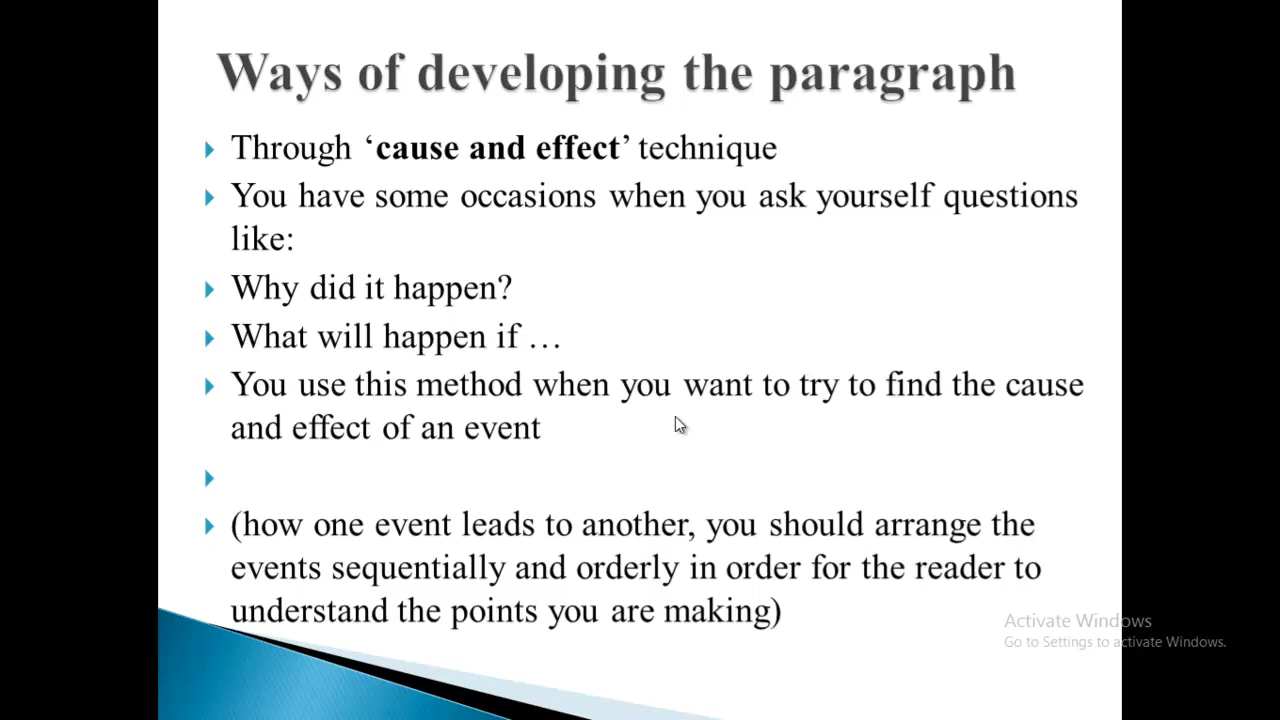 Ways of developing the paragraph
Through ‘cause and effect’ technique
You have some occasions when you ask yourself questions
like:
Why did it happen?
What will happen if …
You use this method when you want to try to find the cause
and effect of an event
(how one event leads to another, you should arrange the
events sequentially and orderly in order for the reader to
understand the points you are making)
Activate Windows
Go to Settings to activate Windows.